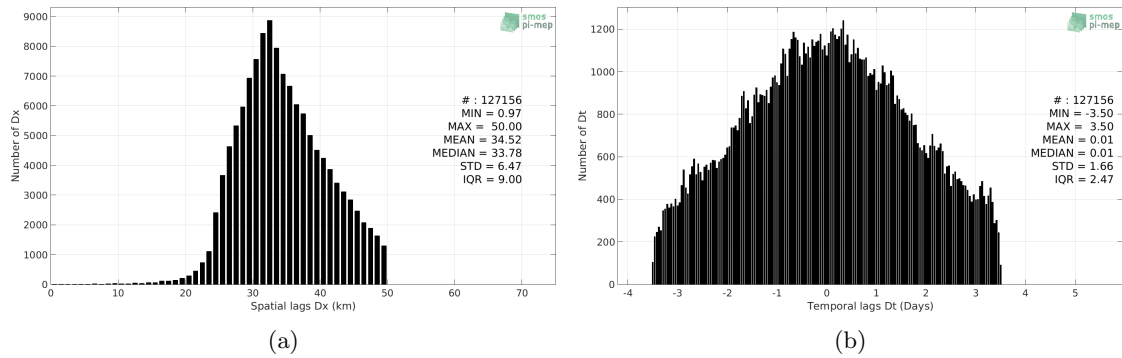 9000
8000
7000
6000
5000
4000
3000
2000
1000
0
Number of Dx
smos
pi-mep
# : 127156
MIN = 0.97
MAX = 50.00
MEAN = 34.52
MEDIAN = 33.78
STD = 6.47
IQR = 9.00
0 10 20 30 40 50 60 70
Spatial lags Dx (km)
(a)
1200
1000
800
600
400
200
0
Number of Dt
smos
pi-mep
# : 127156
MIN = -3.50
MAX = 3.50
MEAN = 0.01
MEDIAN = 0.01
STD = 1.66
IQR = 2.47
-4 -3 -2 -1 0 1 2 3 4 5
Temporal lags Dt (Days)
(b)